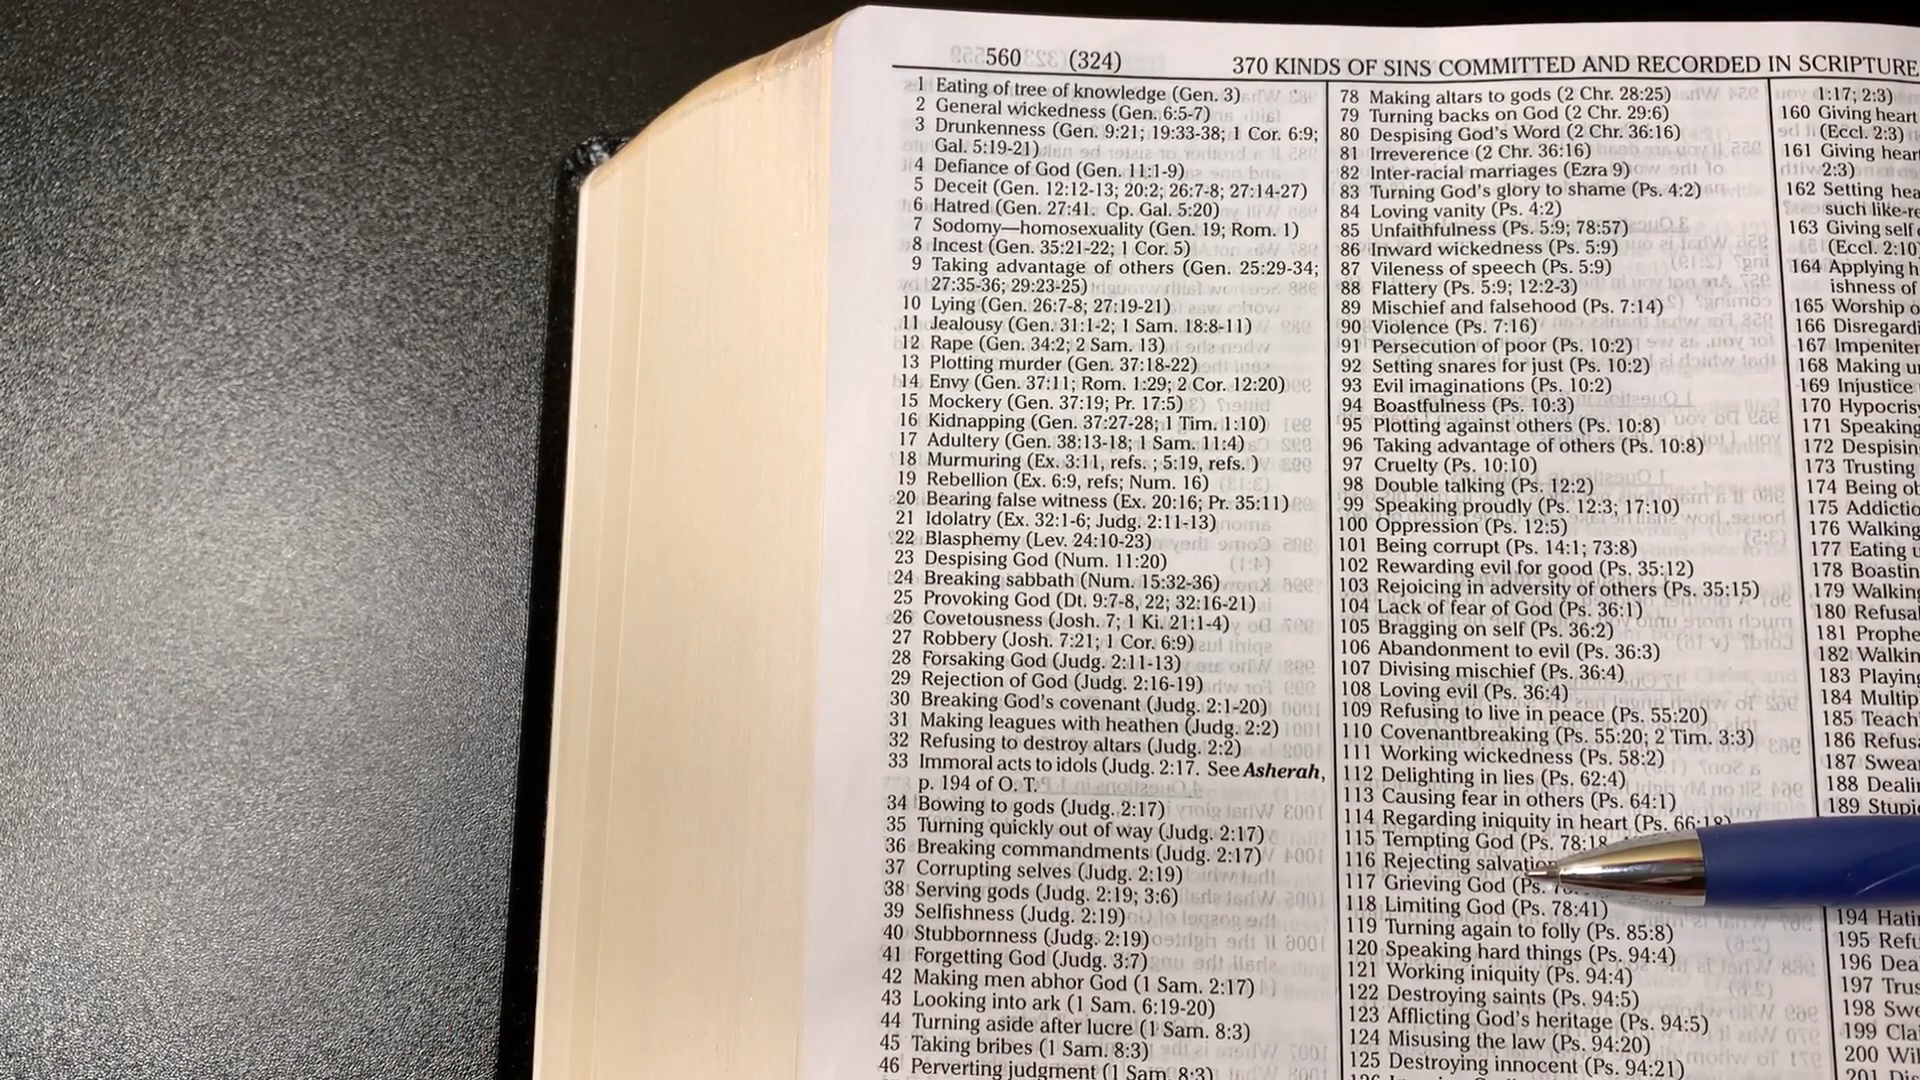 560 (324) 370 KINDS OF SINS COMMITTED AND RECORDED IN SCRIPTURE
1 Eating of tree of knowledge (Gen. 3)
2 General wickedness (Gen. 6:5-7)
3 Drunkenness (Gen. 9:21; 19:33-38; 1 Cor. 6:9;
Gal. 5:19-21)
4 Defiance of God (Gen. 11:1-9)
5 Deceit (Gen. 12:12-13; 20:2; 26:7-8; 27:14-27)
6 Hatred (Gen. 27:41. Cp. Gal. 5:20)
7 Sodomy—homosexuality (Gen. 19; Rom. 1)
8 Incest (Gen. 35:21-22; 1 Cor. 5)
9 Taking advantage of others (Gen. 25:29-34;
27:35-36; 29:23-25)
10 Lying (Gen. 26:7-8; 27:19-21)
11 Jealousy (Gen. 31:1-2; 1 Sam. 18:8-11)
12 Rape (Gen. 34:2; 2 Sam. 13)
13 Plotting murder (Gen. 37:18-22)
14 Envy (Gen. 37:11; Rom. 1:29; 2 Cor. 12:20)
15 Mockery (Gen. 37:19; Pr. 17:5)
16 Kidnapping (Gen. 37:27-28; 1 Tim. 1:10)
17 Adultery (Gen. 38:13-18; 1 Sam. 11:4)
18 Murmuring (Ex. 3:11, refs. ; 5:19, refs. )
19 Rebellion (Ex. 6:9, refs; Num. 16)
20 Bearing false witness (Ex. 20:16; Pr. 35:11)
21 Idolatry (Ex. 32:1-6; Judg. 2:11-13)
22 Blasphemy (Lev. 24:10-23)
23 Despising God (Num. 11:20)
24 Breaking sabbath (Num. 15:32-36)
25 Provoking God (Dt. 9:7-8, 22; 32:16-21)
26 Covetousness (Josh. 7; 1 Ki. 21:1-4)
27 Robbery (Josh. 7:21; 1 Cor. 6:9)
28 Forsaking God (Judg. 2:11-13)
29 Rejection of God (Judg. 2:16-19)
30 Breaking God's covenant (Judg. 2:1-20)
31 Making leagues with heathen (Judg. 2:2)
32 Refusing to destroy altars (Judg. 2:2)
33 Immoral acts to idols (Judg. 2:17. See Asherah,
p. 194 of O. T.
34 Bowing to gods (Judg. 2:17)
35 Turning quickly out of way (Judg. 2:17)
36 Breaking commandments (Judg. 2:17)
37 Corrupting selves (Judg. 2:19)
38 Serving gods (Judg. 2:19; 3:6)
39 Selfishness (Judg. 2:19)
40 Stubbornness (Judg. 2:19)
41 Forgetting God (Judg. 3:7)
42 Making men abhor God (1 Sam. 2:17)
43 Looking into ark (1 Sam. 6:19-20)
44 Turning aside after lucre (1 Sam. 8:3)
45 Taking bribes (1 Sam. 8:3)
46 Perverting judgment (1 Sam. 8:3)
78 Making altars to gods (2 Chr. 28:25)
79 Turning backs on God (2 Chr. 29:6)
80 Despising God's Word (2 Chr. 36:16)
81 Irreverence (2 Chr. 36:16)
82 Inter-racial marriages (Ezra 9)
83 Turning God's glory to shame (Ps. 4:2)
84 Loving vanity (Ps. 4:2)
85 Unfaithfulness (Ps. 5:9; 78:57)
86 Inward wickedness (Ps. 5:9)
87 Vileness of speech (Ps. 5:9)
88 Flattery (Ps. 5:9; 12:2-3)
89 Mischief and falsehood (Ps. 7:14)
90 Violence (Ps. 7:16)
91 Persecution of poor (Ps. 10:2)
92 Setting snares for just (Ps. 10:2)
93 Evil imaginations (Ps. 10:2)
94 Boastfulness (Ps. 10:3)
95 Plotting against others (Ps. 10:8)
96 Taking advantage of others (Ps. 10:8)
97 Cruelty (Ps. 10:10)
98 Double talking (Ps. 12:2)
99 Speaking proudly (Ps. 12:3; 17:10)
100 Oppression (Ps. 12:5)
101 Being corrupt (Ps. 14:1; 73:8)
102 Rewarding evil for good (Ps. 35:12)
103 Rejoicing in adversity of others (Ps. 35:15)
104 Lack of fear of God (Ps. 36:1)
105 Bragging on self (Ps. 36:2)
106 Abandonment to evil (Ps. 36:3)
107 Divising mischief (Ps. 36:4)
108 Loving evil (Ps. 36:4)
109 Refusing to live in peace (Ps. 55:20)
110 Covenantbreaking (Ps. 55:20; 2 Tim. 3:3)
111 Working wickedness (Ps. 58:2)
112 Delighting in lies (Ps. 62:4)
113 Causing fear in others (Ps. 64:1)
114 Regarding iniquity in heart (Ps. 66:18)
115 Tempting God (Ps. 78:18
116 Rejecting salvation
117 Grieving God (Ps.
118 Limiting God (Ps. 78:41)
119 Turning again to folly (Ps. 85:8)
120 Speaking hard things (Ps. 94:4)
121 Working iniquity (Ps. 94:4)
122 Destroying saints (Ps. 94:5)
123 Afflicting God's heritage (Ps. 94:5)
124 Misusing the law (Ps. 94:20)
125 Destroying innocent (Ps. 94:21)
1:17; 2:3)
160 Giving heart
(Eccl. 2:3)
161 Giving heart
2:3)
162 Setting hea
such like-re
163 Giving self
(Eccl. 2:10)
164 Applying h
ishness of
165 Worship o
166 Disregardi
167 Impeniter
168 Making u
169 Injustice
170 Hypocrisy
171 Speaking
172 Despisin
173 Trusting
174 Being ob
175 Addictio
176 Walking
177 Eating u
178 Boastin
179 Walking
180 Refusal
181 Prophe
182 Walkin
183 Playing
184 Multip
185 Teach
186 Refus
187 Swear
188 Dealin
189 Stupi
194 Hatin
195 Refu
196 Dea
197 Trus
198 Swe
199 Cla
200 Wil
201 Dis